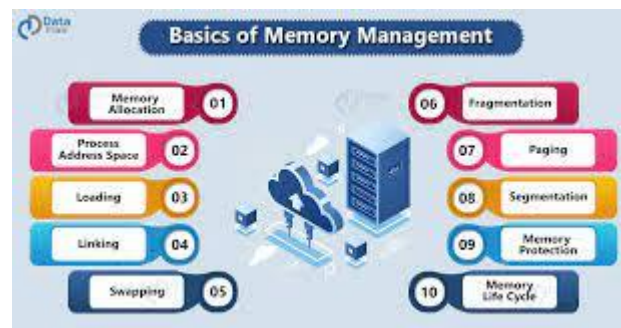 Data
Flair
Basics of Memory Management
Memory
Allocation
01
Process
Address Space
02
Loading
03
Linking
04
Swapping
05
06
Fragmentation
07
Paging
08
Segmentation
09
Memory
Protection
10
Memory
Life Cycle